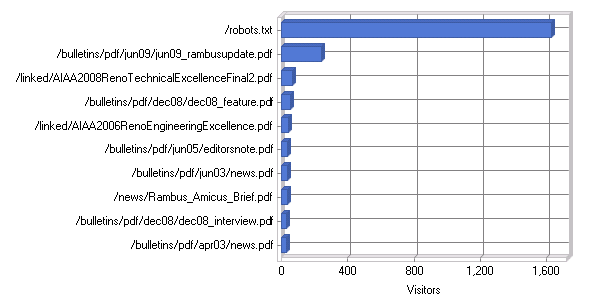 /robots.txt
/bulletins/pdf/jun09/jun09_rambusupdate.pdf
/linked/AIAA2008RenoTechnicalExcellenceFinal2.pdf
/bulletins/pdf/dec08/dec08_feature.pdf
/linked/AIAA2006RenoEngineeringExcellence.pdf
/bulletins/pdf/jun05/editorsnote.pdf
/bulletins/pdf/jun03/news.pdf
/news/Rambus_Amicus_Brief.pdf
/bulletins/pdf/dec08/dec08_interview.pdf
/bulletins/pdf/apr03/news.pdf
0 400 800 1,200 1,600
Visitors